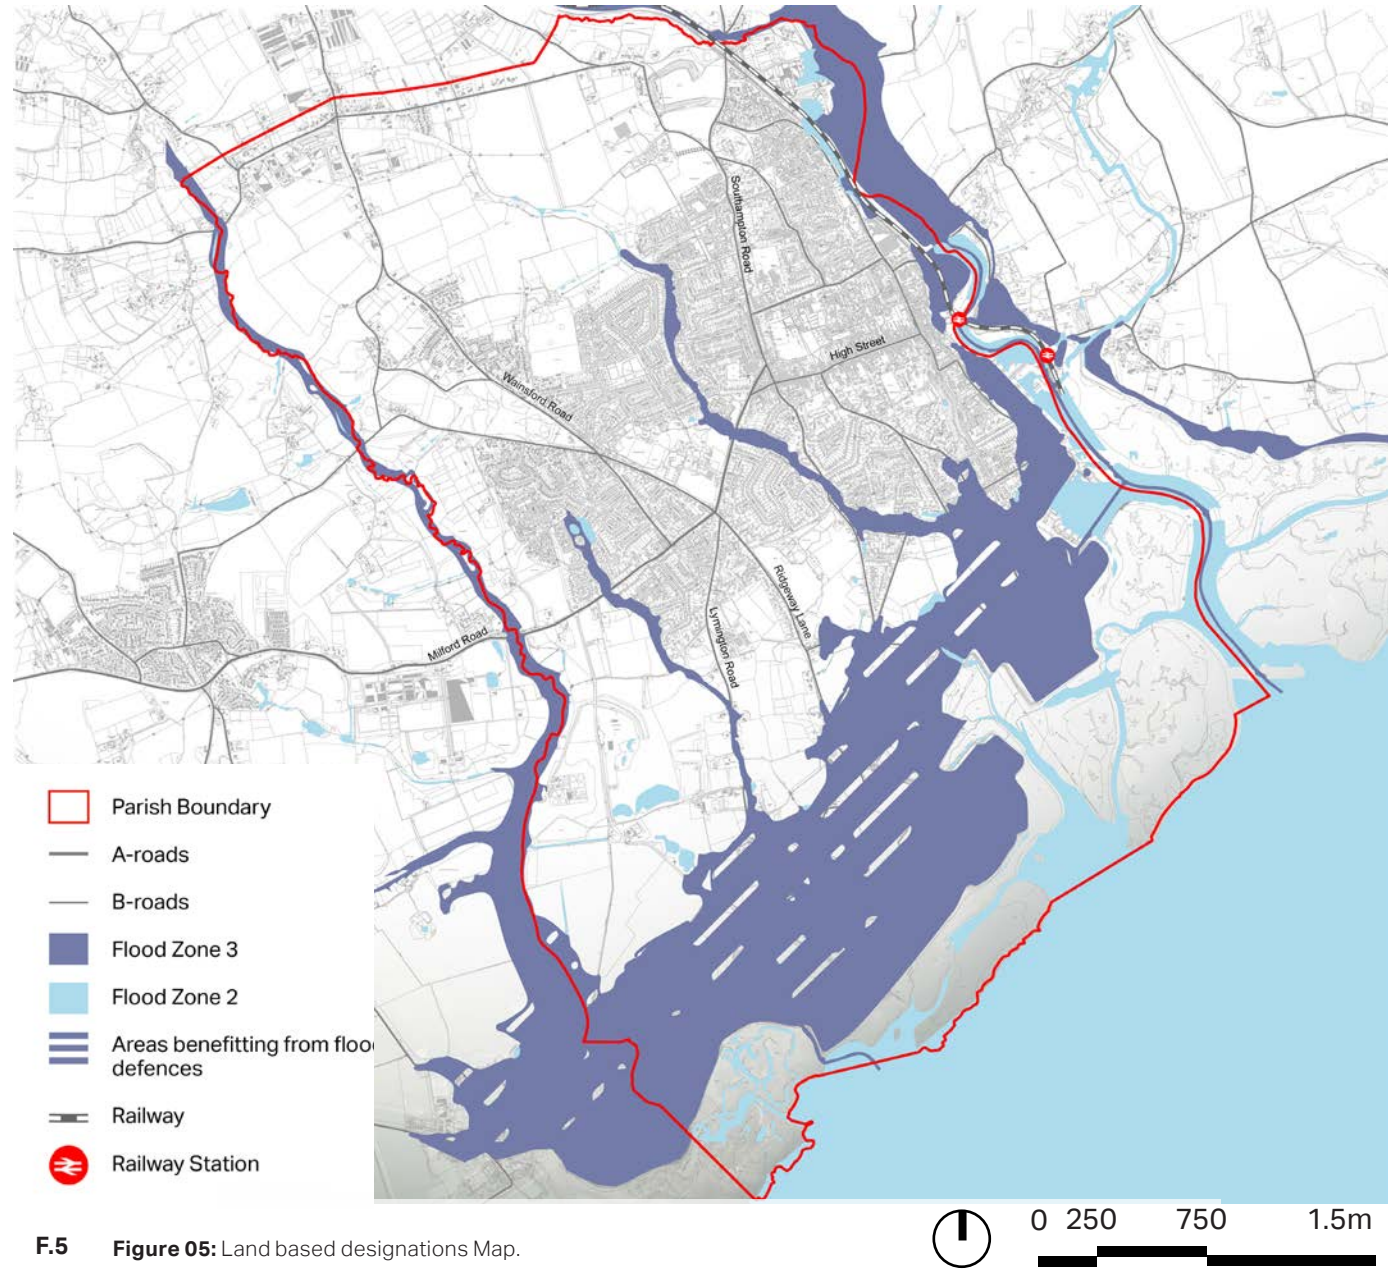 Southampton Road
High Street
Wainsford Road
Ridgeway Lane
Lymington Road
Milford Road
Parish Boundary
A-roads
B-roads
Flood Zone 3
Flood Zone 2
Areas benefitting from floo
defences
Railway
Railway Station
0 250 750 1.5m
F.5 Figure 05: Land based designations Map.